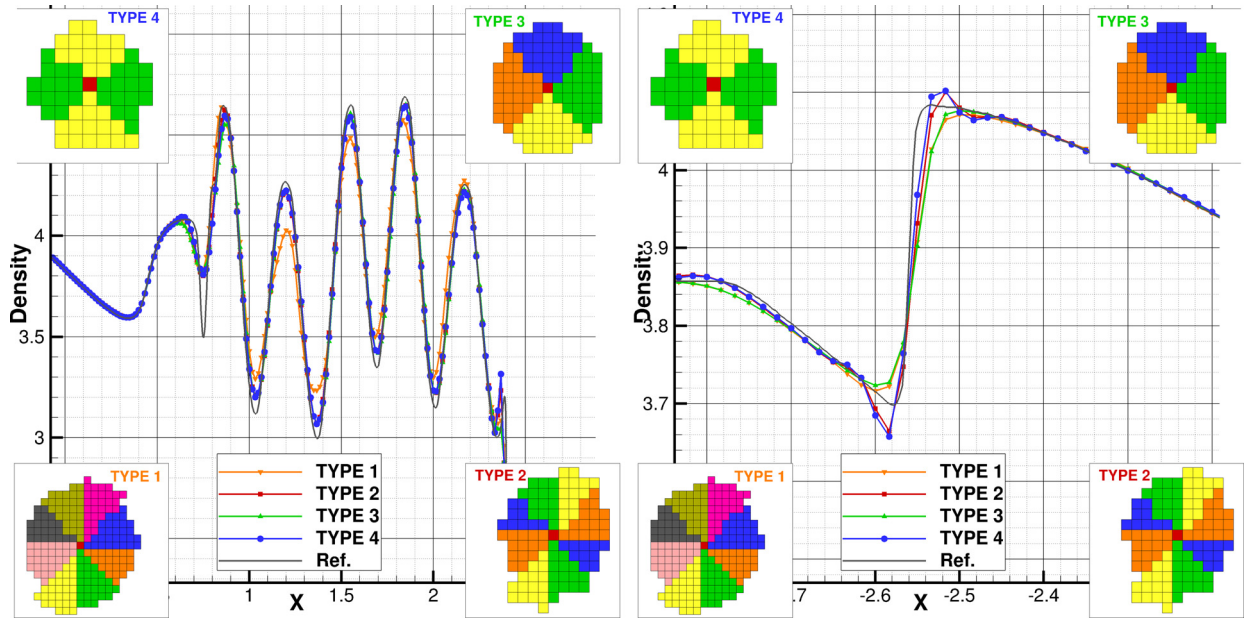 TYPE 4
TYPE 3
Density
4
3.5
3
TYPE 1
TYPE 2
TYPE 1
TYPE 2
TYPE 3
TYPE 4
Ref.
1
1.5
2
X
TYPE 4
TYPE 3
Density
4
3.9
3.8
3.7
TYPE 1
TYPE 2
TYPE 1
TYPE 2
TYPE 3
TYPE 4
Ref.
-2.6
-2.5
-2.4
X